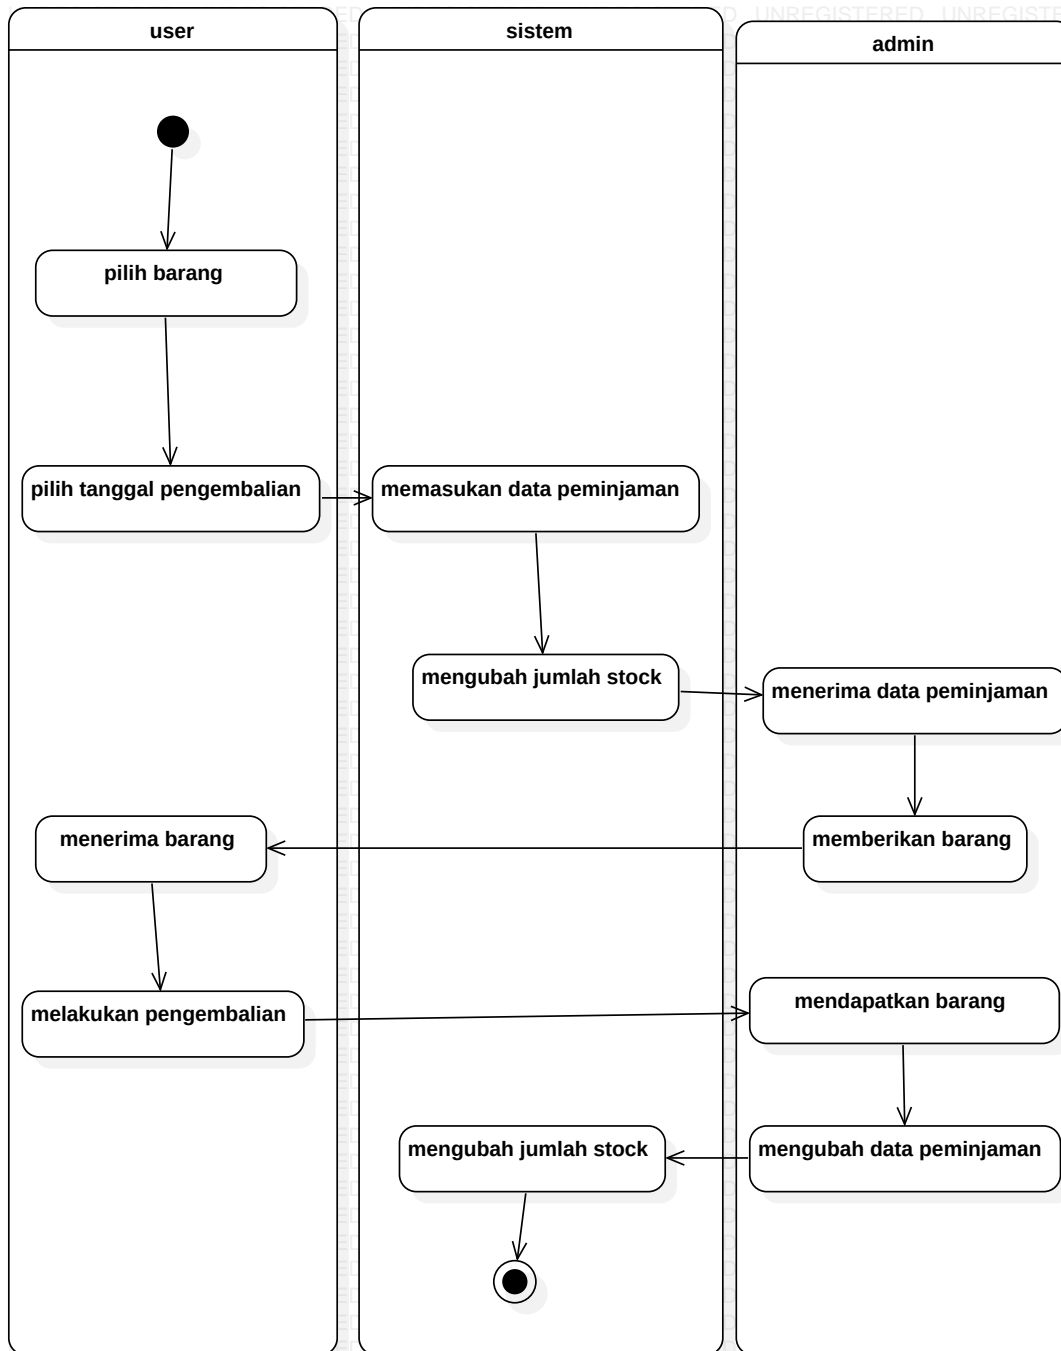 user
sistem
admin
pilih barang
pilih tanggal pengembalian
memasukan data peminjaman
mengubah jumlah stock
menerima data peminjaman
menerima barang
memberikan barang
melakukan pengembalian
mendapatkan barang
mengubah jumlah stock
mengubah data peminjaman
UNREGISTERED